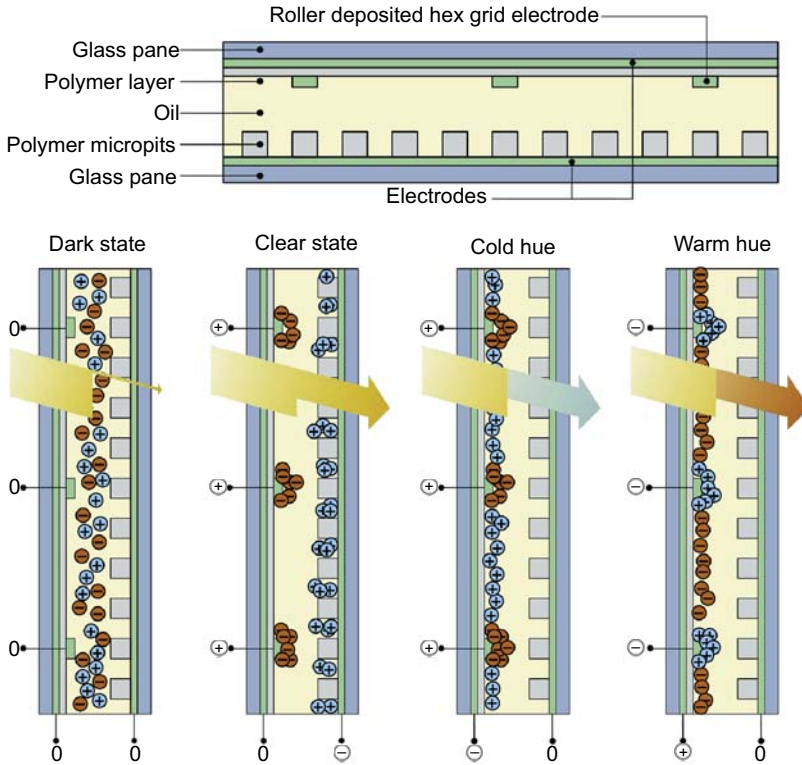 Roller deposited hex grid electrode
Glass pane
Polymer layer
Oil
Polymer micropits
Glass pane
Electrodes
Dark state
Clear state
Cold hue
Warm hue
0 + + −
0 + + −
0 + + −
0 0 0 − − 0 + 0